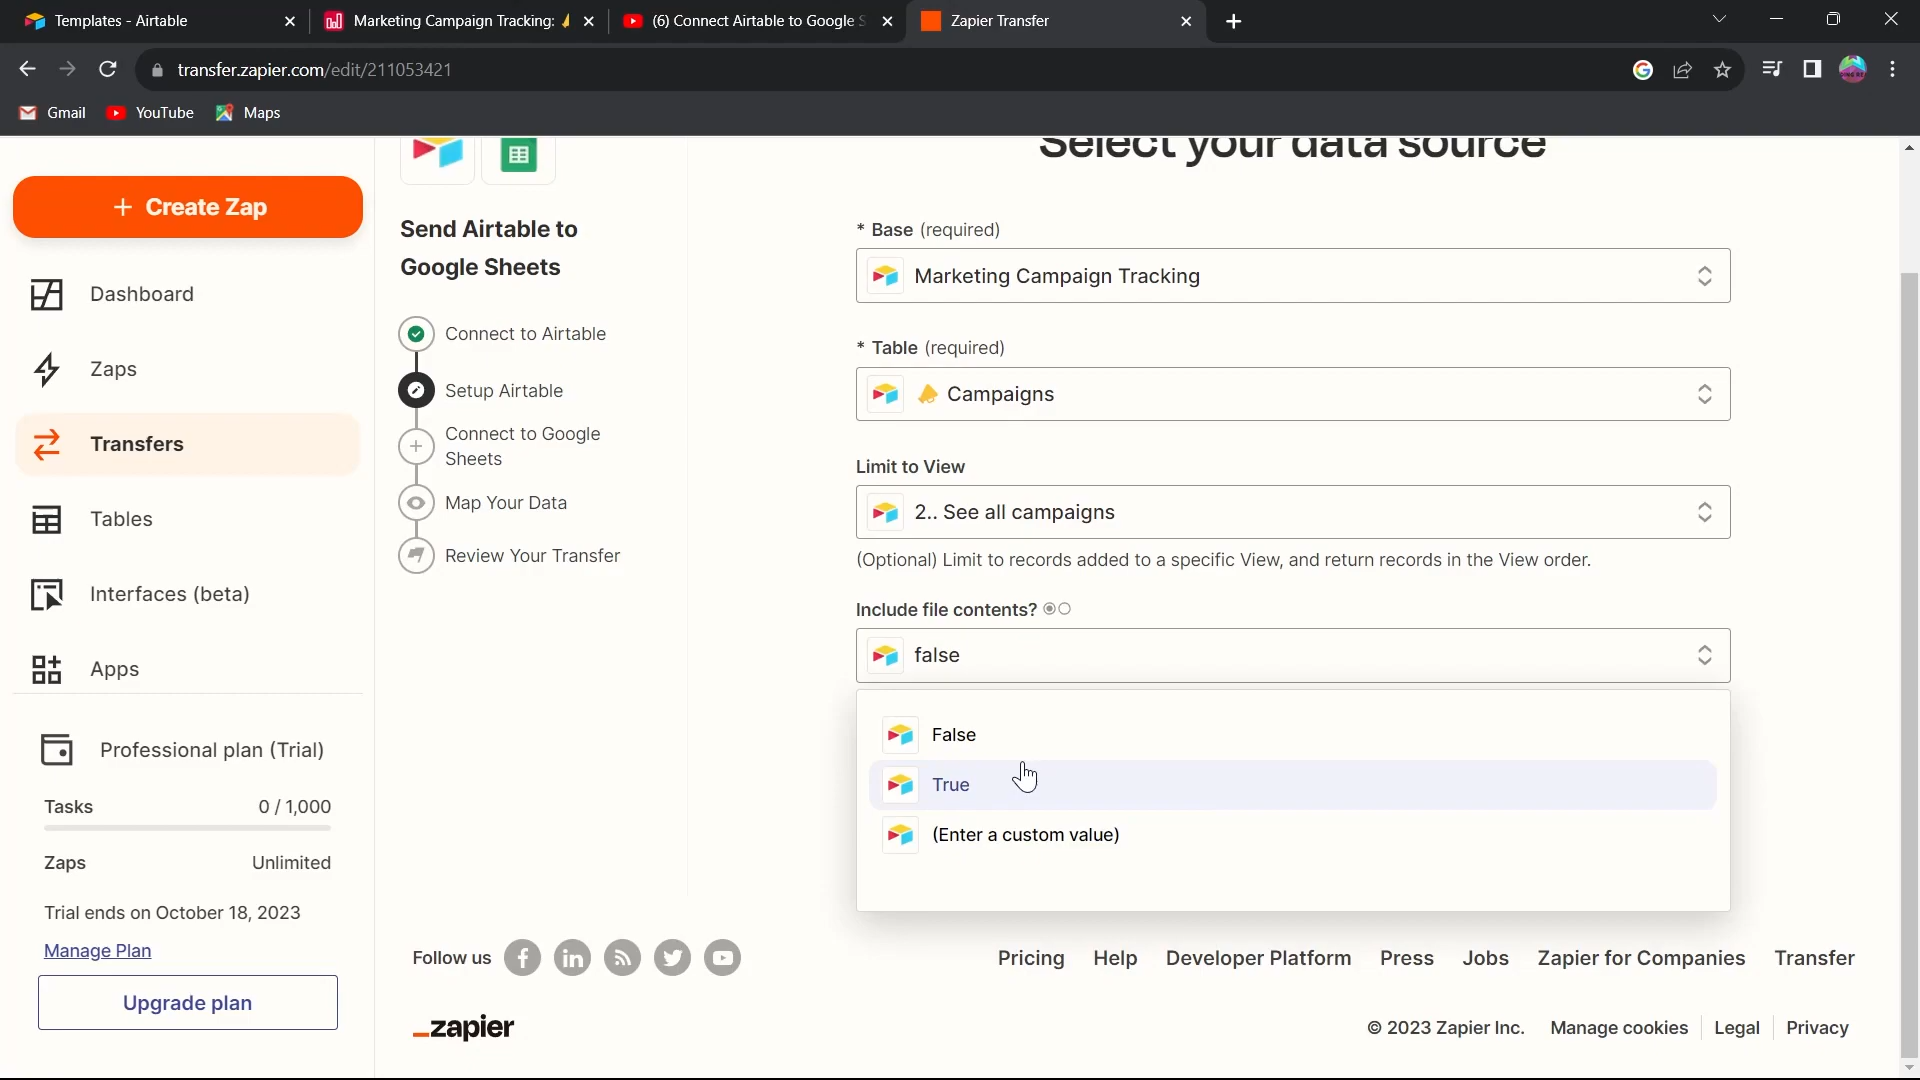 Templates - Airtable
Marketing Campaign Tracking:
(6) Connect Airtable to Google S
Zapier Transfer
transfer.zapier.com/edit/211053421
Gmail
YouTube
Maps
Create Zap
Dashboard
Zaps
Transfers
Tables
Interfaces (beta)
Apps
Professional plan (Trial)
Tasks 0 / 1,000
Zaps Unlimited
Trial ends on October 18, 2023
Manage Plan
Upgrade plan
Send Airtable to
Google Sheets
Connect to Airtable
Setup Airtable
Connect to Google
Sheets
Map Your Data
Review Your Transfer
Select your data source
* Base (required)
Marketing Campaign Tracking
* Table (required)
Campaigns
Limit to View
2.. See all campaigns
(Optional) Limit to records added to a specific View, and return records in the View order.
Include file contents?
false
False
True
(Enter a custom value)
Follow us
Pricing Help Developer Platform Press Jobs Zapier for Companies Transfer
_zapier
© 2023 Zapier Inc. Manage cookies Legal Privacy